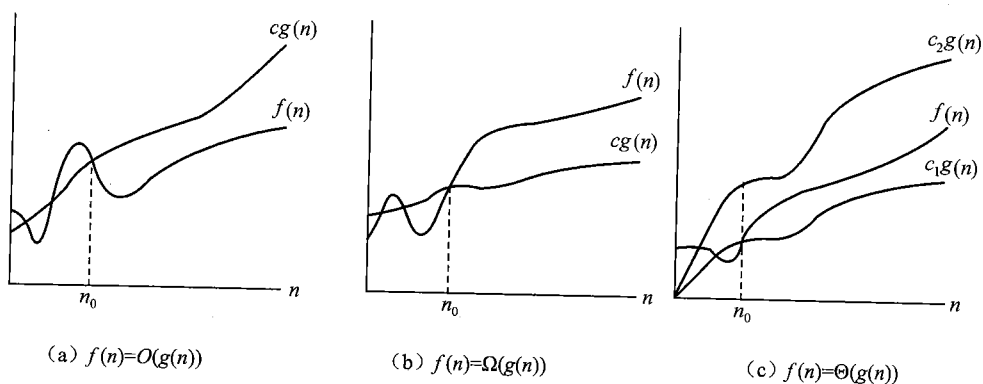 cg(n)
f(n)
n₀
n
(a) f(n)=O(g(n))
f(n)
cg(n)
n₀
n
(b) f(n)=Ω(g(n))
c₂g(n)
f(n)
c₁g(n)
n₀
n
(c) f(n)=Θ(g(n))